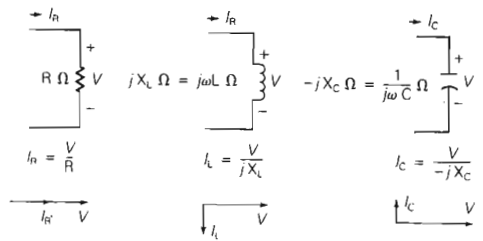 I_R
I_R
I_C
+
+
+
R Ω
V
jX_L Ω = jωL Ω
V
-jX_C Ω = 1/jωC Ω
V
−
−
−
I_R = V/R
I_L = V/jX_L
I_C = V/-jX_C
I_R
V
I_L
V
I_C
V